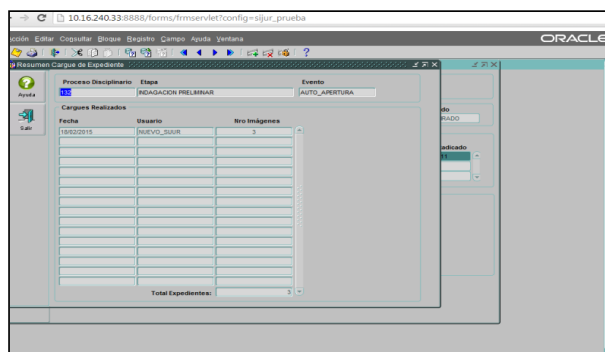 10.16.240.33:8888/forms/frmservlet?config=sijur_prueba
cción Editar Consultar Bloque Registro Campo Ayuda Ventana
ORACLE
Resumen Cargue de Expediente
Ayuda
Salir
Proceso Disciplinario Etapa Evento
132 INDAGACION PRELIMINAR AUTO_APERTURA
Cargues Realizados
Fecha Usuario Nro Imágenes
18/02/2015 NUEVO_SUUR 3
Total Expedientes: 3
do
RADO
adicado
11